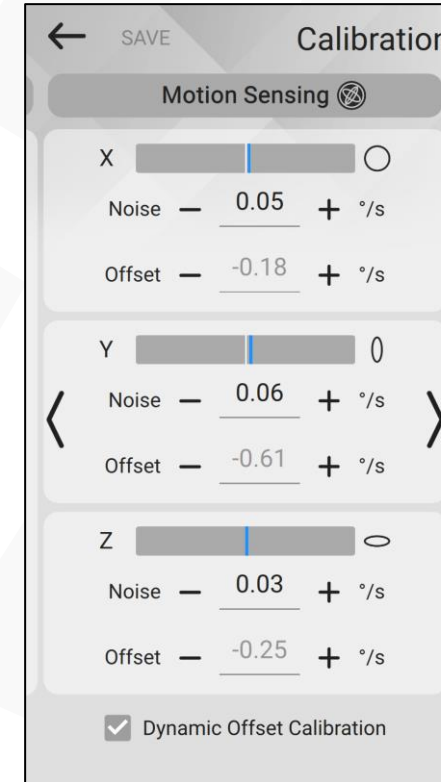 SAVE Calibration
Motion Sensing
X
Noise − 0.05 + °/s
Offset − -0.18 + °/s
Y
Noise − 0.06 + °/s
Offset − -0.61 + °/s
Z
Noise − 0.03 + °/s
Offset − -0.25 + °/s
Dynamic Offset Calibration